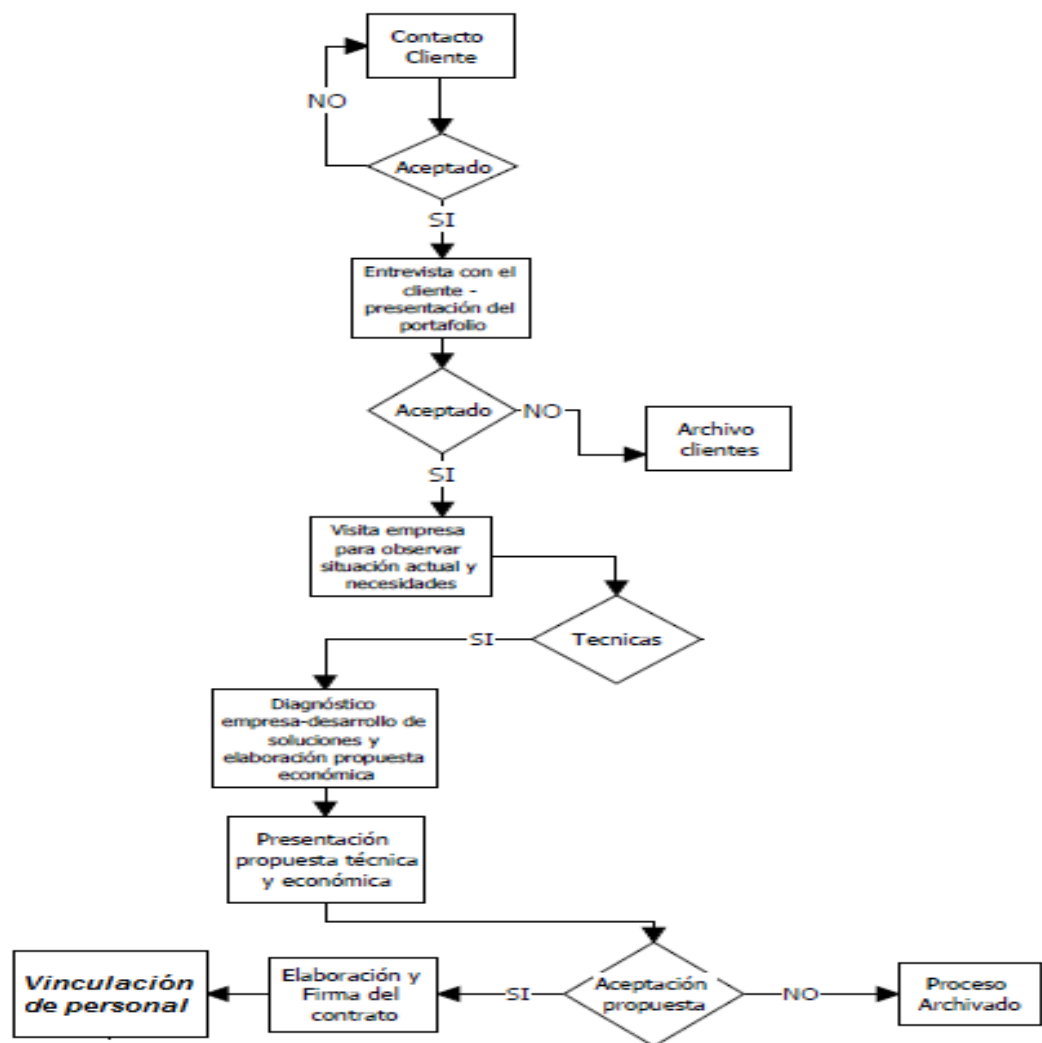 Contacto
Cliente
NO
Aceptado
SI
Entrevista con el
cliente -
presentación del
portafolio
Aceptado
NO
Archivo
clientes
SI
Visita empresa
para observar
situación actual y
necesidades
Tecnicas
SI
Diagnóstico
empresa-desarrollo de
soluciones y
elaboración propuesta
económica
Presentación
propuesta técnica
y económica
Vinculación
de personal
Elaboración y
Firma del
contrato
SI
Aceptación
propuesta
NO
Proceso
Archivado